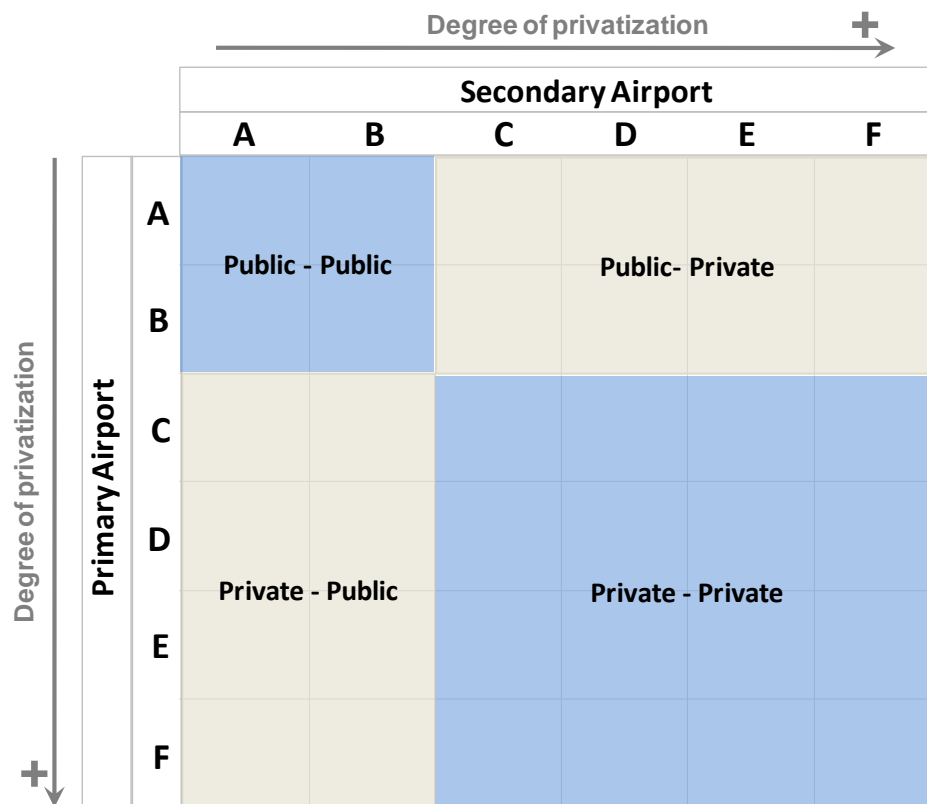 Degree of privatization +
Secondary Airport
A B C D E F
Degree of privatization +
Primary Airport
A
B
C
D
E
F
Public - Public
Public- Private
Private - Public
Private - Private